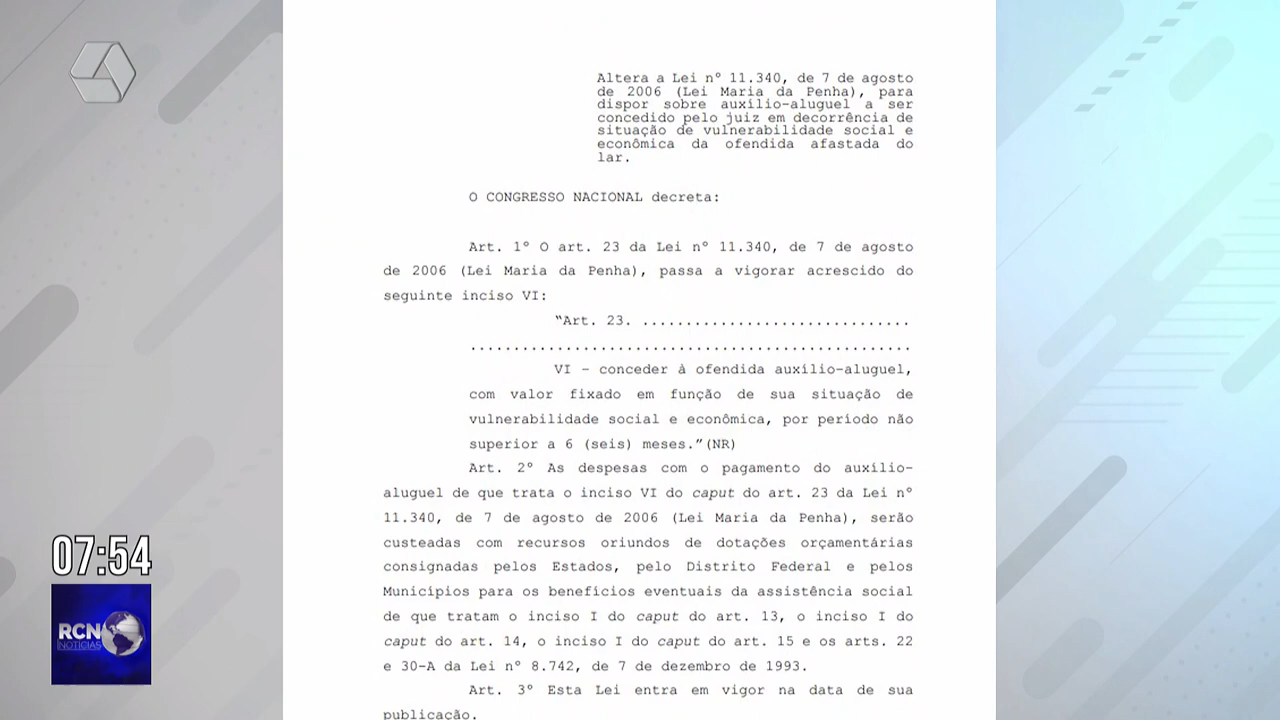 Altera a Lei nº 11.340, de 7 de agosto
de 2006 (Lei Maria da Penha), para
dispor sobre auxílio-aluguel a ser
concedido pelo juiz em decorrência de
situação de vulnerabilidade social e
econômica da ofendida afastada do
lar.
O CONGRESSO NACIONAL decreta:
Art. 1º O art. 23 da Lei nº 11.340, de 7 de agosto
de 2006 (Lei Maria da Penha), passa a vigorar acrescido do
seguinte inciso VI:
“Art. 23. ...............................
...................................................
VI – conceder à ofendida auxílio-aluguel,
com valor fixado em função de sua situação de
vulnerabilidade social e econômica, por período não
superior a 6 (seis) meses.”(NR)
Art. 2º As despesas com o pagamento do auxílio-
aluguel de que trata o inciso VI do caput do art. 23 da Lei nº
11.340, de 7 de agosto de 2006 (Lei Maria da Penha), serão
custeadas com recursos oriundos de dotações orçamentárias
consignadas pelos Estados, pelo Distrito Federal e pelos
Municípios para os benefícios eventuais da assistência social
de que tratam o inciso I do caput do art. 13, o inciso I do
caput do art. 14, o inciso I do caput do art. 15 e os arts. 22
e 30-A da Lei nº 8.742, de 7 de dezembro de 1993.
Art. 3º Esta Lei entra em vigor na data de sua
publicação.
07:54
RCN
NOTÍCIAS